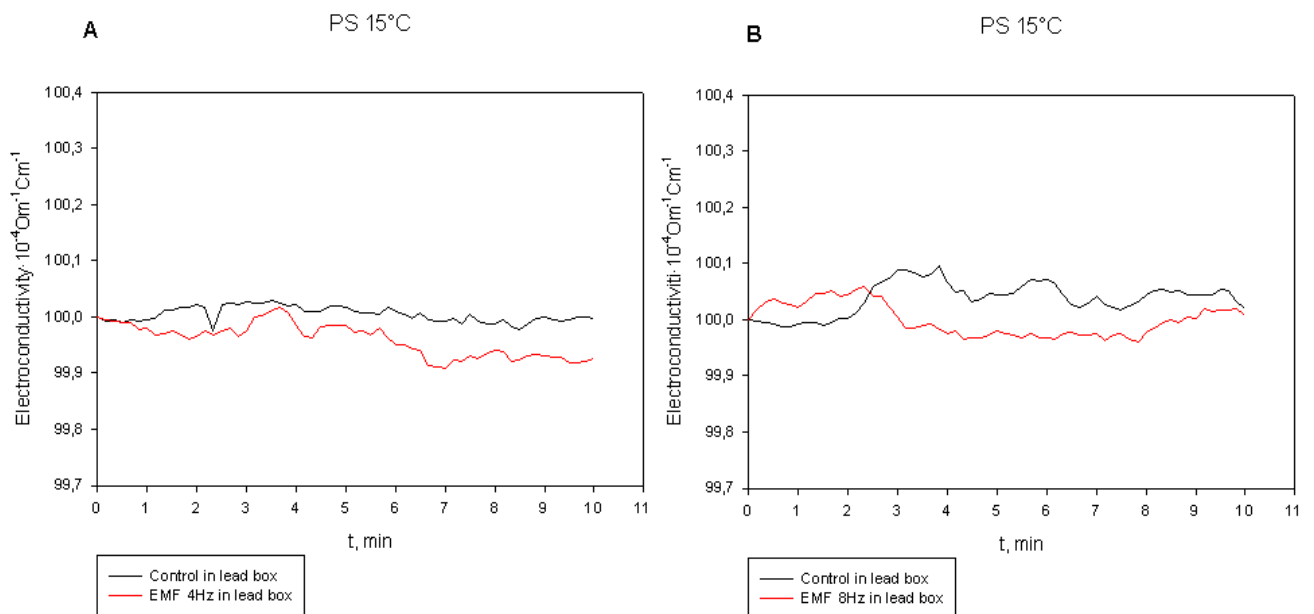 A
PS 15°C
Electroconductivity·10⁻⁴Om⁻¹Cm⁻¹
100,4
100,3
100,2
100,1
100,0
99,9
99,8
99,7
0 1 2 3 4 5 6 7 8 9 10 11
t, min
Control in lead box
EMF 4Hz in lead box
B
PS 15°C
Electroconductiviti·10⁻⁴Om⁻¹Cm⁻¹
100,4
100,3
100,2
100,1
100,0
99,9
99,8
99,7
0 1 2 3 4 5 6 7 8 9 10 11
t, min
Control in lead box
EMF 8Hz in lead box